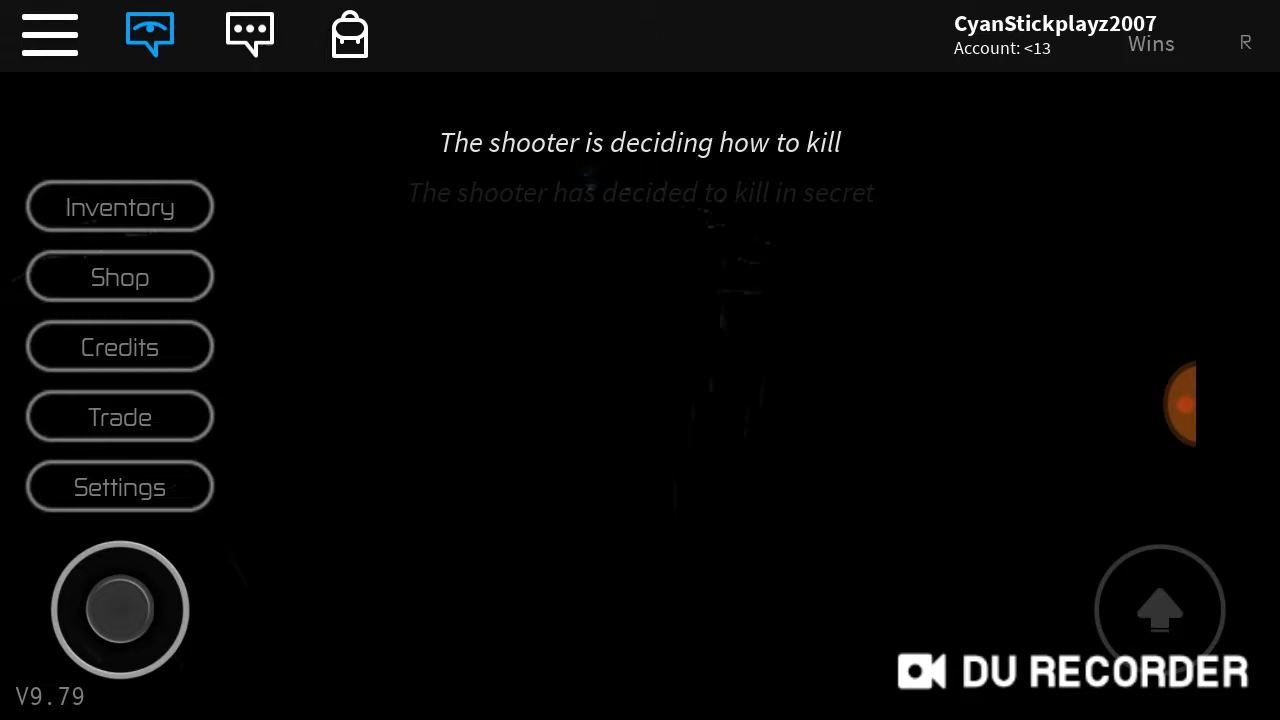 CyanStickplayz2007
Account: <13
Wins
R
The shooter is deciding how to kill
The shooter has decided to kill in secret
Inventory
Shop
Credits
Trade
Settings
DU RECORDER
V9.79